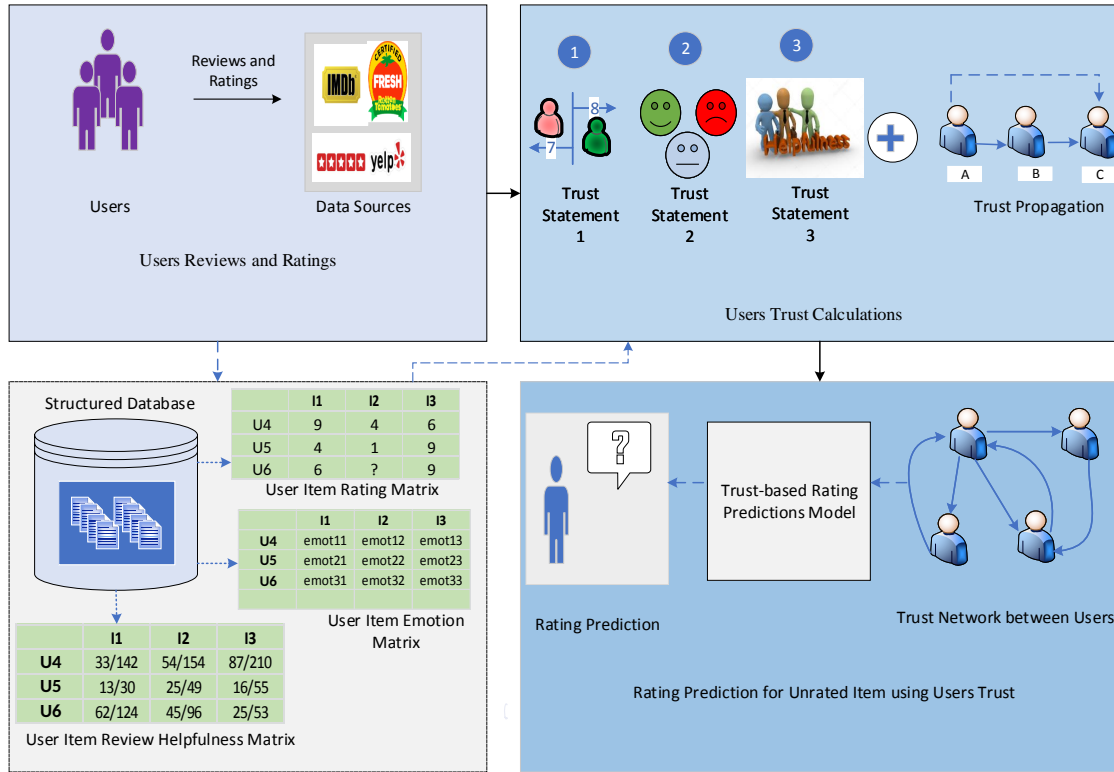 Reviews and
Ratings
IMDb
CERTIFIED
FRESH
Rotten
Tomatoes
yelp
Users
Data Sources
Users Reviews and Ratings
1
2
3
8
7
Helpfulness
Trust
Statement
1
Trust
Statement
2
Trust
Statement
3
A
B
C
Trust Propagation
Users Trust Calculations
Structured Database
I1 I2 I3
U4 9 4 6
U5 4 1 9
U6 6 ? 9
User Item Rating Matrix
I1 I2 I3
U4 emot11 emot12 emot13
U5 emot21 emot22 emot23
U6 emot31 emot32 emot33
User Item Emotion
Matrix
I1 I2 I3
U4 33/142 54/154 87/210
U5 13/30 25/49 16/55
U6 62/124 45/96 25/53
User Item Review Helpfulness Matrix
?
Trust-based Rating
Predictions Model
Rating Prediction
Trust Network between Users
Rating Prediction for Unrated Item using Users Trust